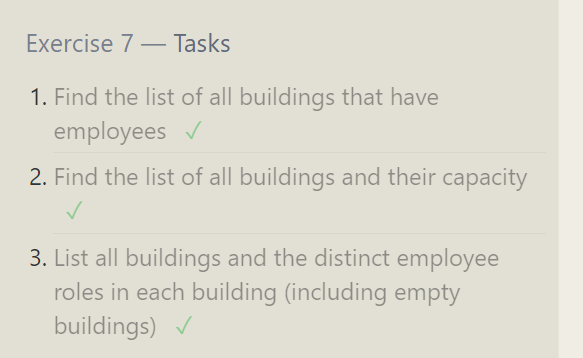 Exercise 7 — Tasks
1. Find the list of all buildings that have
employees ✓
2. Find the list of all buildings and their capacity
✓
3. List all buildings and the distinct employee
roles in each building (including empty
buildings) ✓